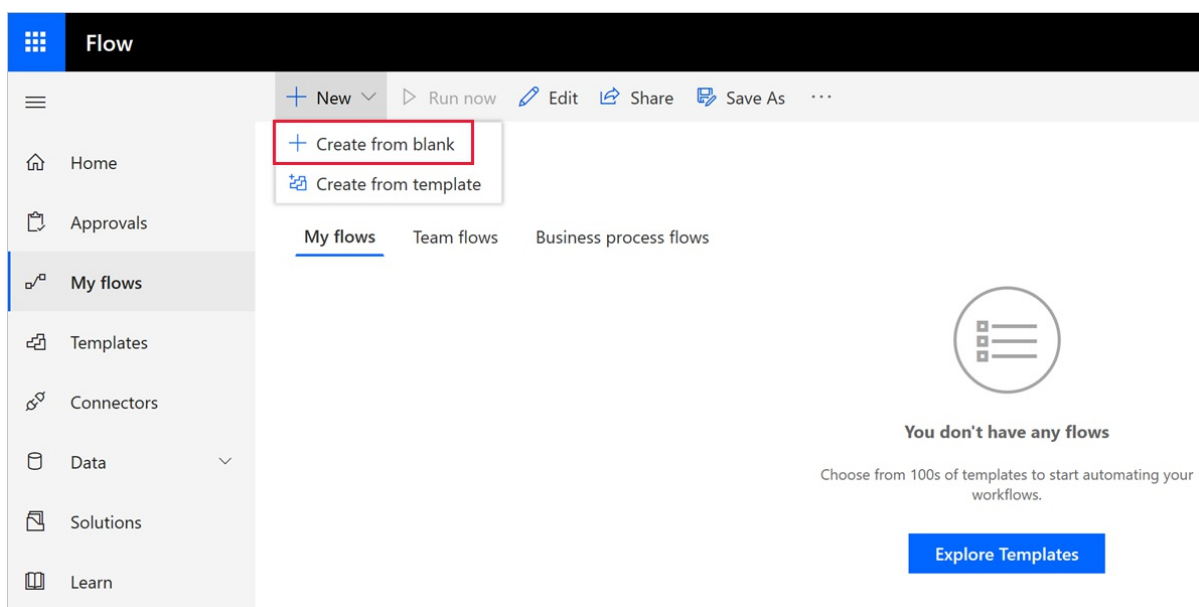 Flow
New
Run now
Edit
Share
Save As
Create from blank
Create from template
Home
Approvals
My flows
Templates
Connectors
Data
Solutions
Learn
My flows
Team flows
Business process flows
You don't have any flows
Choose from 100s of templates to start automating your
workflows.
Explore Templates